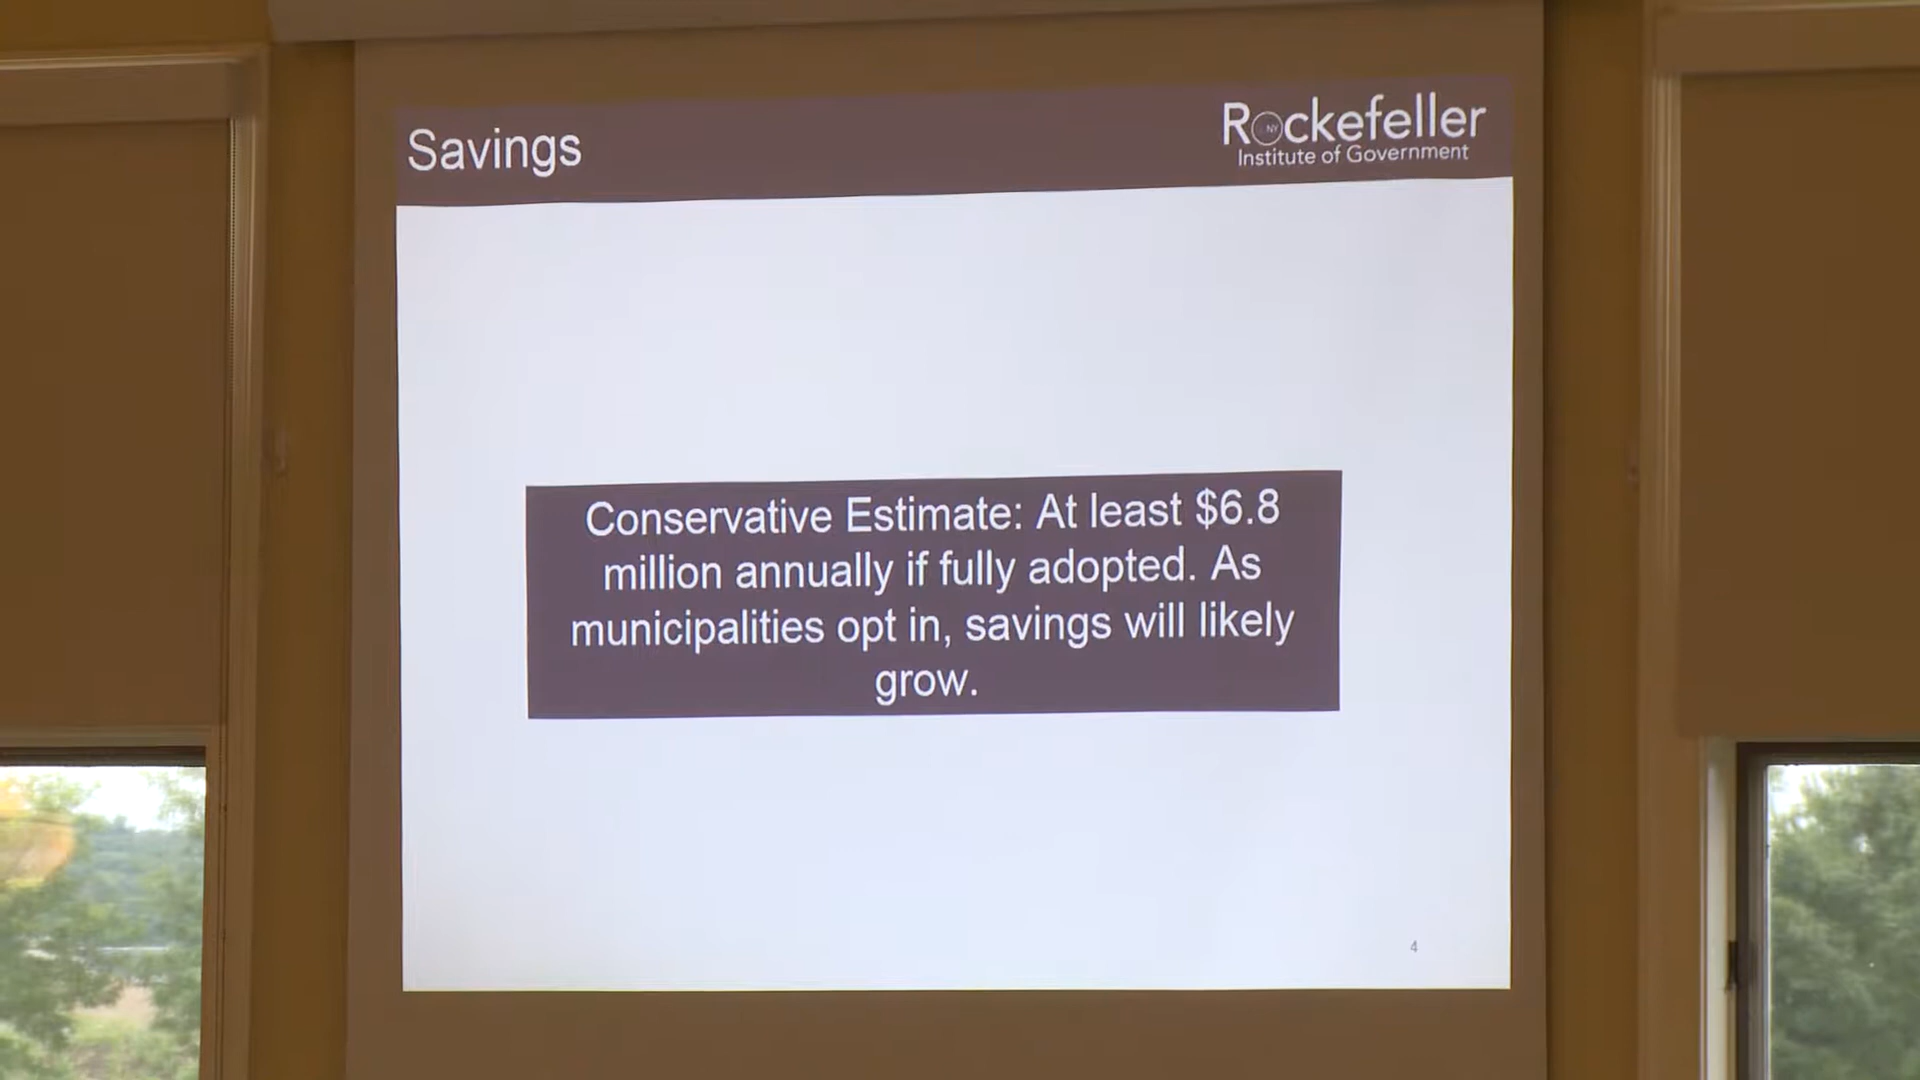 Savings
Rockefeller
NY
Institute of Government
Conservative Estimate: At least $6.8
million annually if fully adopted. As
municipalities opt in, savings will likely
grow.
4